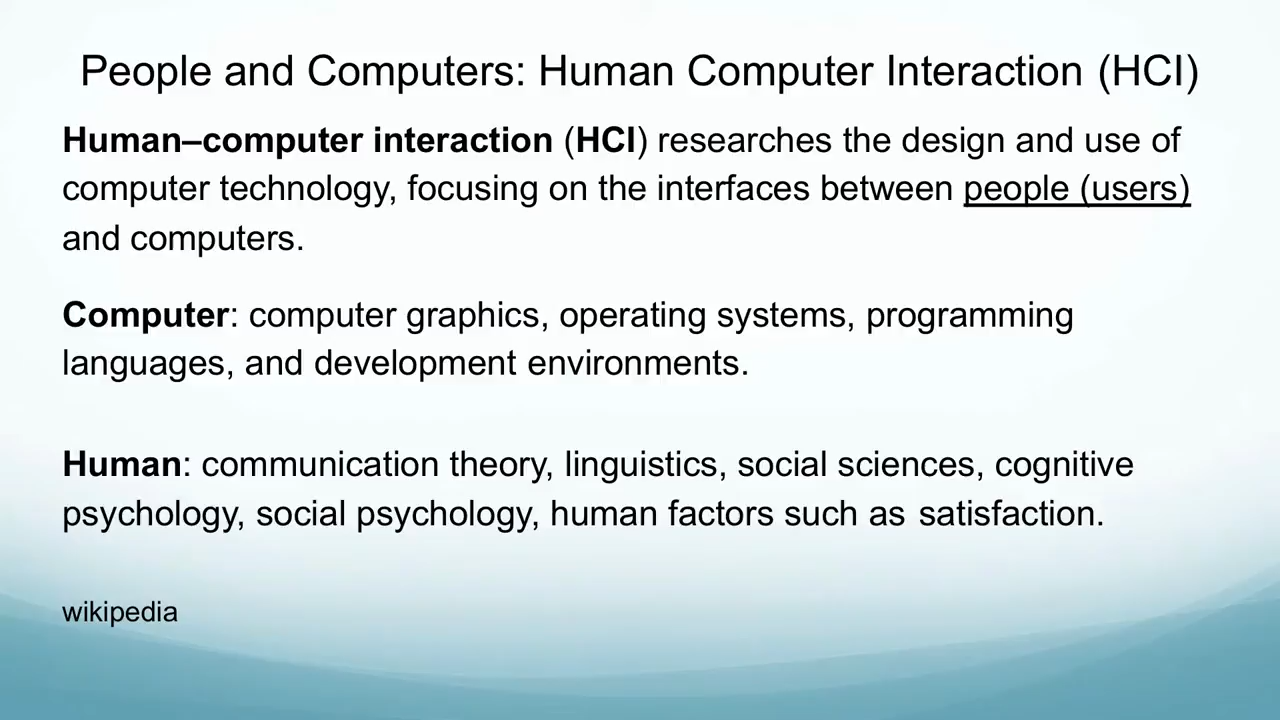 People and Computers: Human Computer Interaction (HCI)
Human–computer interaction (HCI) researches the design and use of
computer technology, focusing on the interfaces between people (users)
and computers.
Computer: computer graphics, operating systems, programming
languages, and development environments.
Human: communication theory, linguistics, social sciences, cognitive
psychology, social psychology, human factors such as satisfaction.
wikipedia